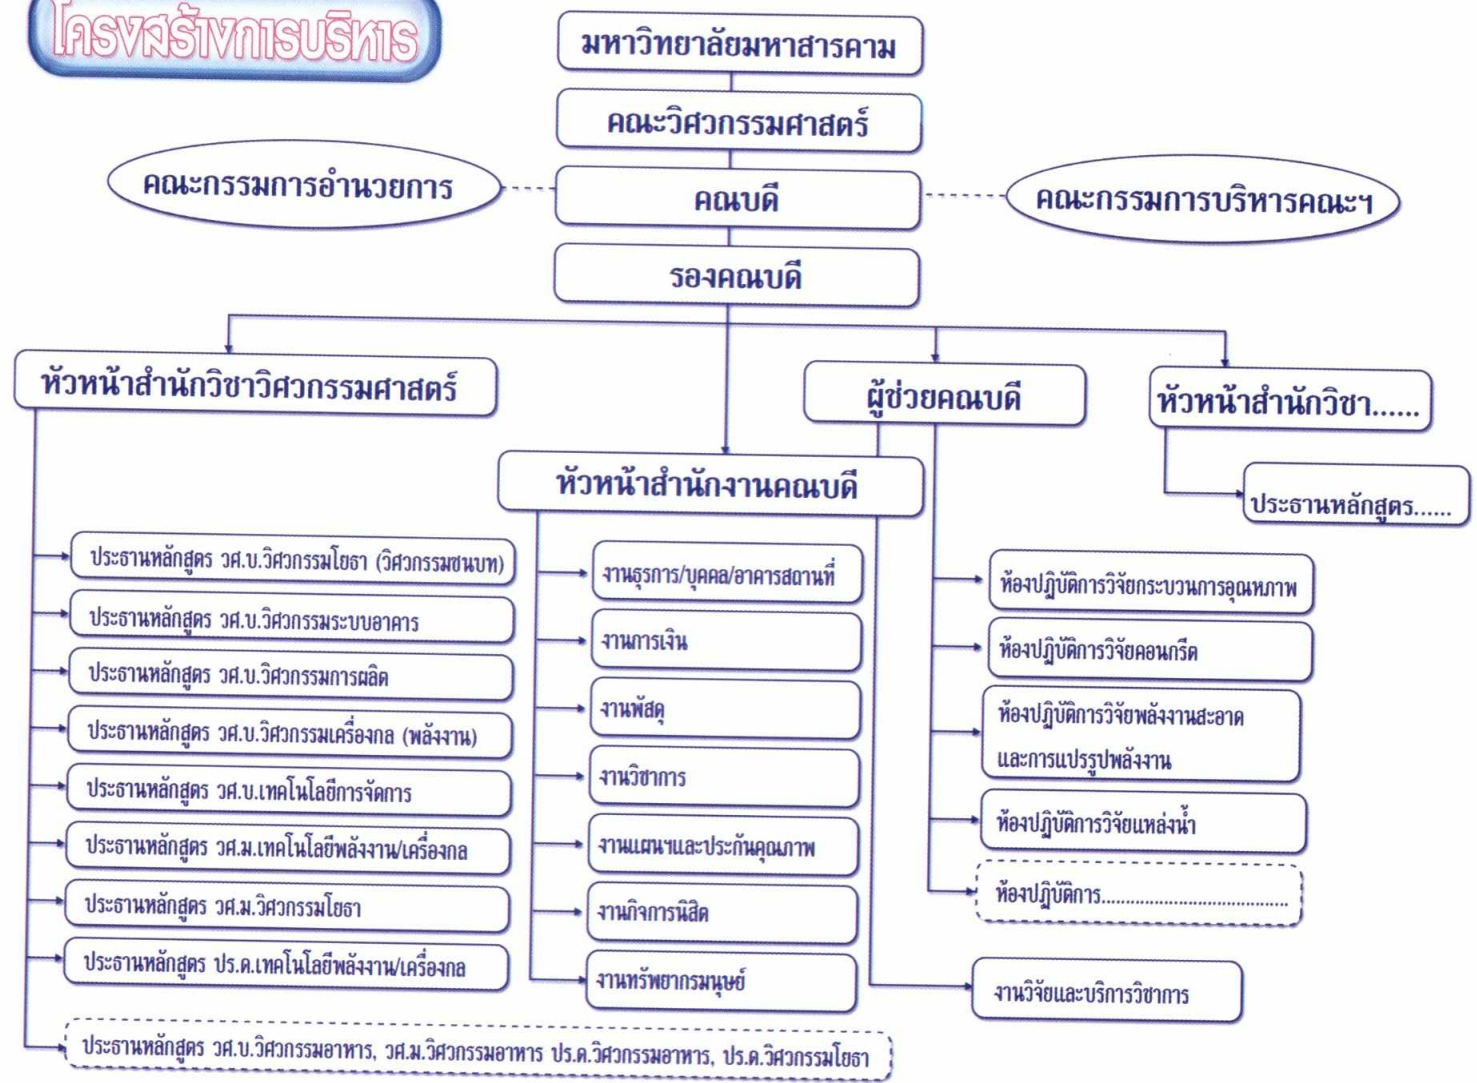 โครงสร้างการบริหาร
มหาวิทยาลัยมหาสารคาม
คณะวิศวกรรมศาสตร์
คณะกรรมการอำนวยการ
คณบดี
คณะกรรมการบริหารคณะฯ
รองคณบดี
หัวหน้าสำนักวิชาวิศวกรรมศาสตร์
ผู้ช่วยคณบดี
หัวหน้าสำนักวิชา......
หัวหน้าสำนักงานคณบดี
ประธานหลักสูตร......
ประธานหลักสูตร วศ.บ.วิศวกรรมโยธา (วิศวกรรมชนบท)
ประธานหลักสูตร วศ.บ.วิศวกรรมระบบอาคาร
ประธานหลักสูตร วศ.บ.วิศวกรรมการผลิต
ประธานหลักสูตร วศ.บ.วิศวกรรมเครื่องกล (พลังงาน)
ประธานหลักสูตร วศ.บ.เทคโนโลยีการจัดการ
ประธานหลักสูตร วศ.ม.เทคโนโลยีพลังงาน/เครื่องกล
ประธานหลักสูตร วศ.ม.วิศวกรรมโยธา
ประธานหลักสูตร ปร.ด.เทคโนโลยีพลังงาน/เครื่องกล
ประธานหลักสูตร วศ.บ.วิศวกรรมอาหาร, วศ.ม.วิศวกรรมอาหาร ปร.ด.วิศวกรรมอาหาร, ปร.ด.วิศวกรรมโยธา
งานธุรการ/บุคคล/อาคารสถานที่
งานการเงิน
งานพัสดุ
งานวิชาการ
งานแผนฯและประกันคุณภาพ
งานกิจการนิสิต
งานทรัพยากรมนุษย์
ห้องปฏิบัติการวิจัยกระบวนการอุณหภาพ
ห้องปฏิบัติการวิจัยคอนกรีต
ห้องปฏิบัติการวิจัยพลังงานสะอาด
และการแปรรูปพลังงาน
ห้องปฏิบัติการวิจัยแหล่งน้ำ
ห้องปฏิบัติการ.......................................
งานวิจัยและบริการวิชาการ